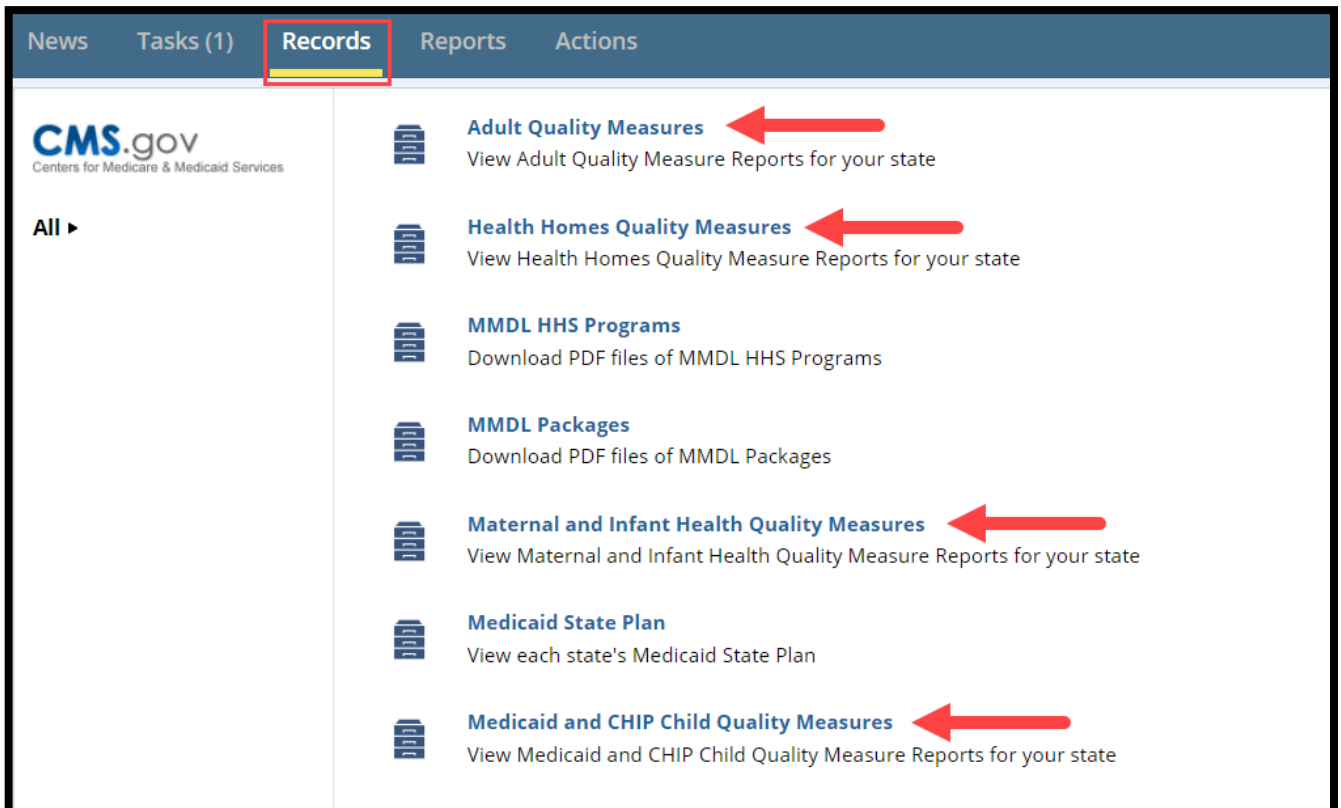 News Tasks (1) Records Reports Actions
CMS.gov
Centers for Medicare & Medicaid Services
All
Adult Quality Measures
View Adult Quality Measure Reports for your state
Health Homes Quality Measures
View Health Homes Quality Measure Reports for your state
MMDL HHS Programs
Download PDF files of MMDL HHS Programs
MMDL Packages
Download PDF files of MMDL Packages
Maternal and Infant Health Quality Measures
View Maternal and Infant Health Quality Measure Reports for your state
Medicaid State Plan
View each state's Medicaid State Plan
Medicaid and CHIP Child Quality Measures
View Medicaid and CHIP Child Quality Measure Reports for your state